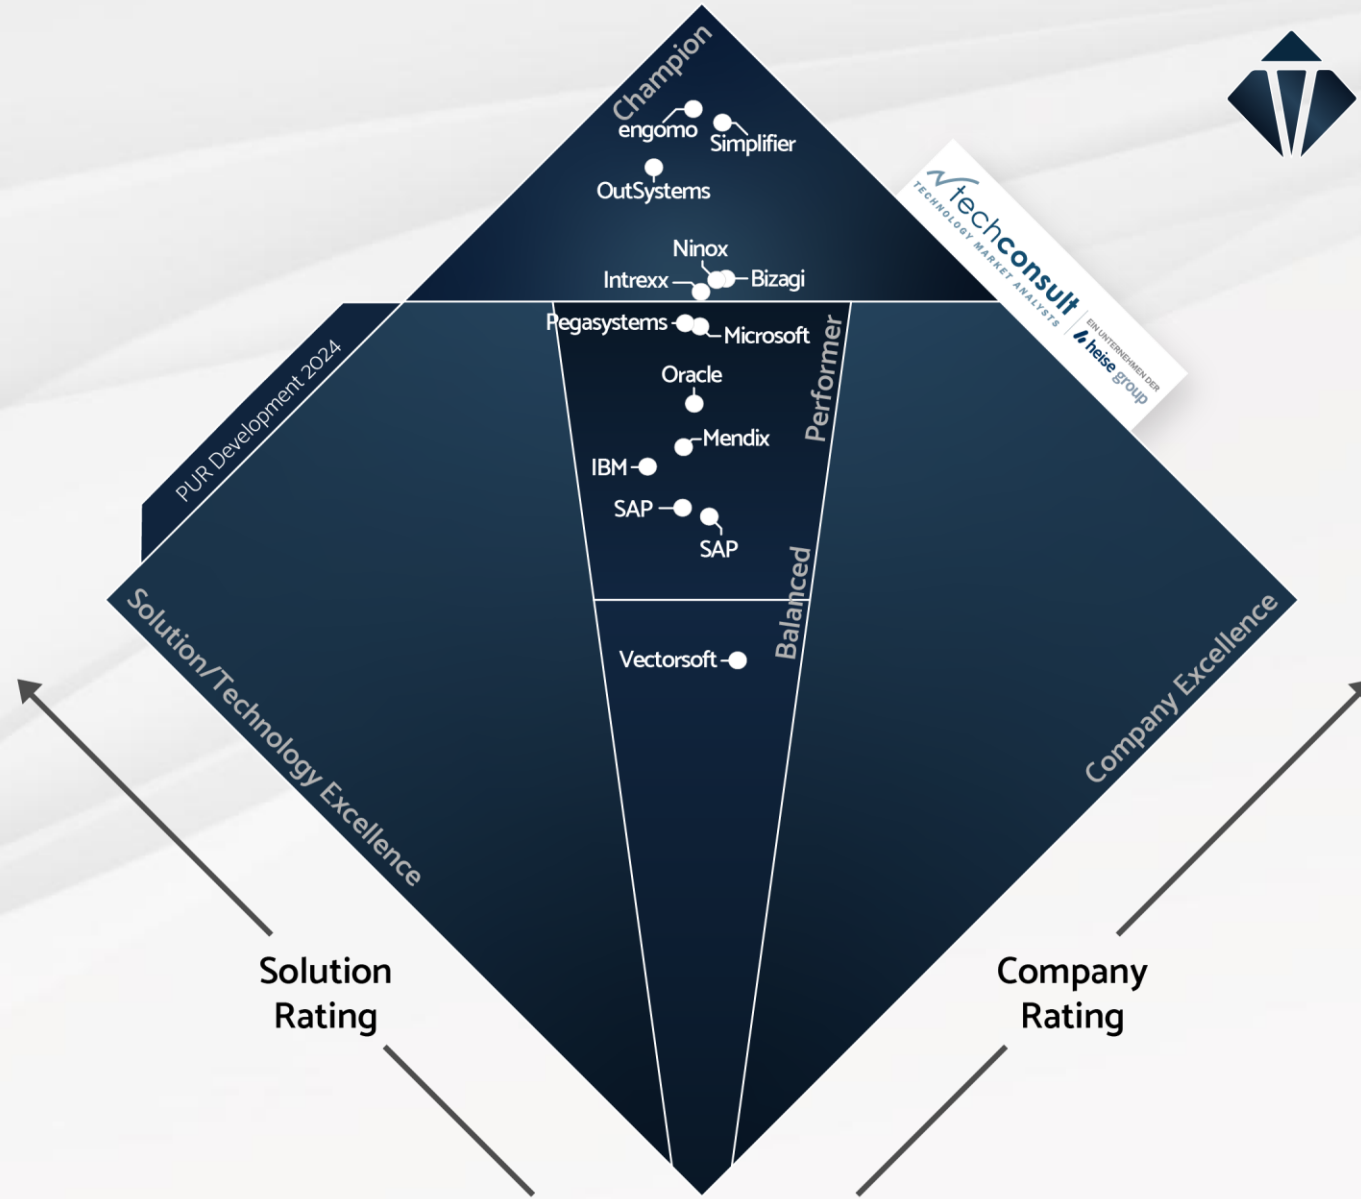 Champion
engomo
Simplifier
OutSystems
Ninox
Intrexx
Bizagi
techconsult
TECHNOLOGY MARKET ANALYSTS
EIN UNTERNEHMEN DER
heise group
PUR Development 2024
Pegasystems
Microsoft
Performer
Oracle
Mendix
IBM
SAP
SAP
Balanced
Vectorsoft
Solution/Technology Excellence
Company Excellence
Solution
Rating
Company
Rating